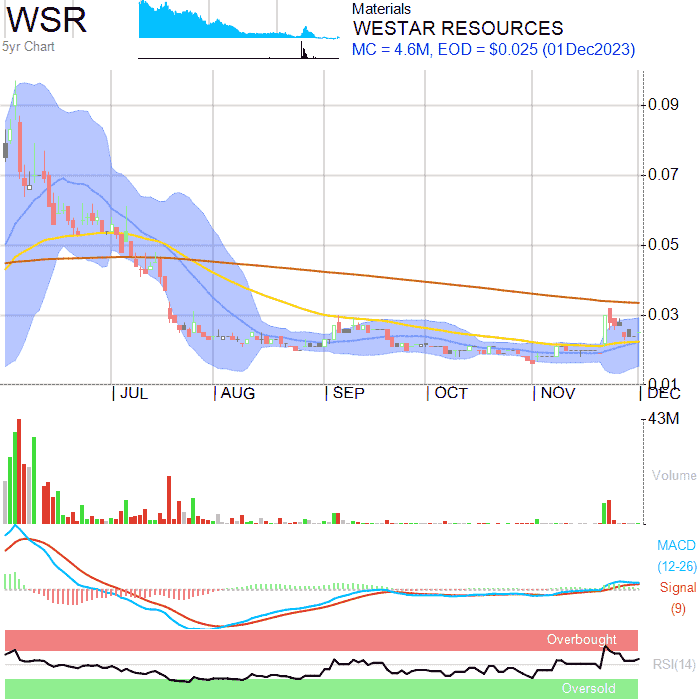 WSR
5yr Chart
Materials
WESTAR RESOURCES
MC = 4.6M, EOD = $0.025 (01Dec2023)
0.09
0.07
0.05
0.03
0.01
JUL
AUG
SEP
OCT
NOV
DEC
43M
Volume
MACD
(12-26)
Signal
(9)
Overbought
RSI(14)
Oversold